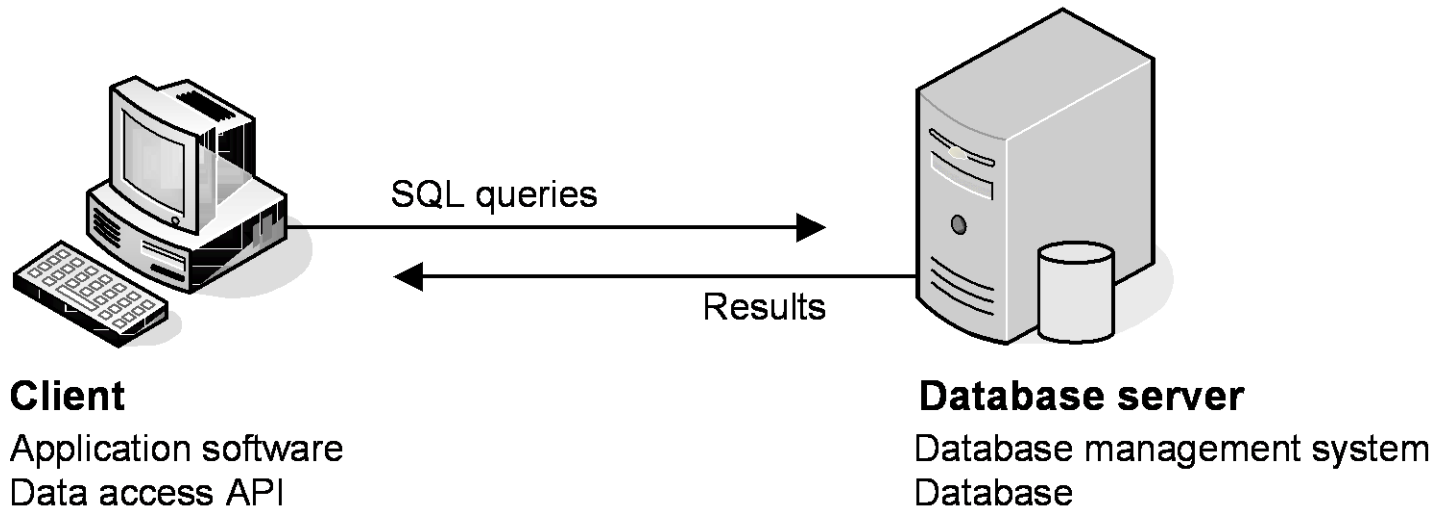 SQL queries
Results
Client
Application software
Data access API
Database server
Database management system
Database